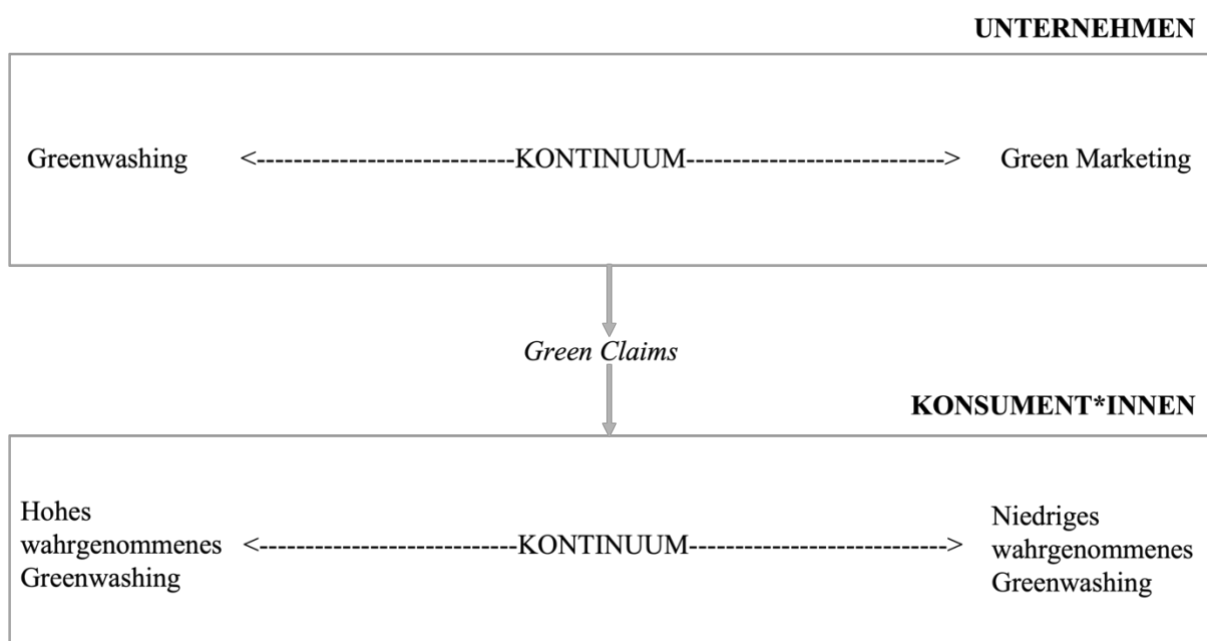 UNTERNEHMEN
Greenwashing <--------------------------KONTINUUM--------------------------> Green Marketing
Green Claims
KONSUMENT*INNEN
Hohes
wahrgenommenes
Greenwashing
<--------------------------KONTINUUM-------------------------->
Niedriges
wahrgenommenes
Greenwashing